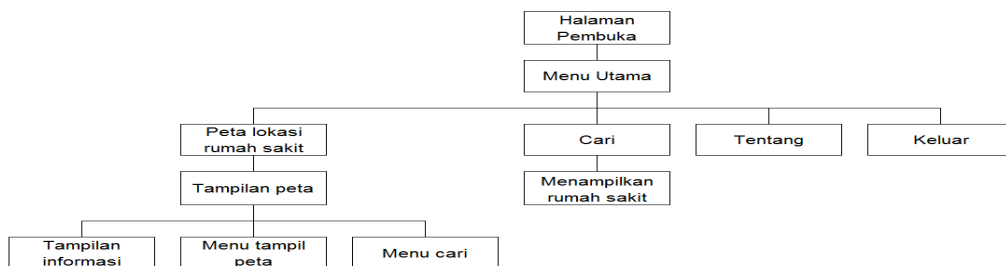 Halaman
Pembuka
Menu Utama
Peta lokasi
rumah sakit
Cari
Tentang
Keluar
Tampilan peta
Menampilkan
rumah sakit
Tampilan
informasi
Menu tampil
peta
Menu cari